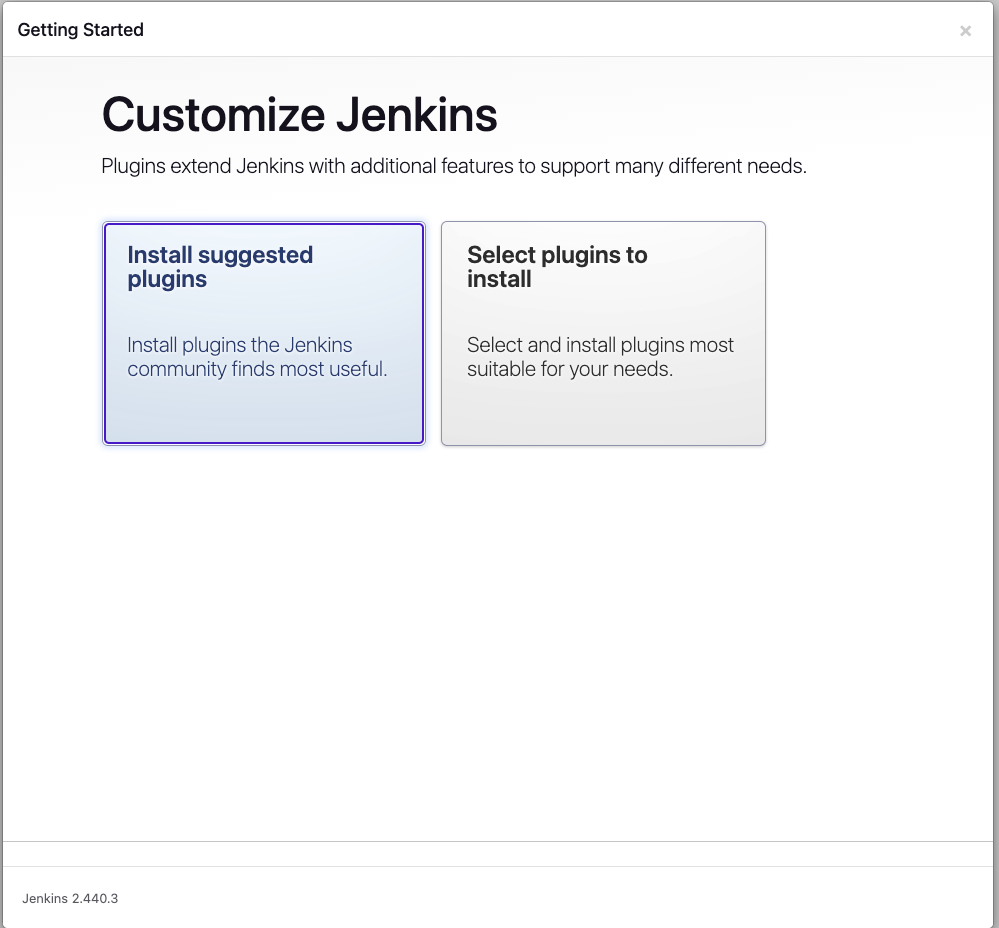 Getting Started
×
Customize Jenkins
Plugins extend Jenkins with additional features to support many different needs.
Install suggested
plugins
Install plugins the Jenkins
community finds most useful.
Select plugins to
install
Select and install plugins most
suitable for your needs.
Jenkins 2.440.3